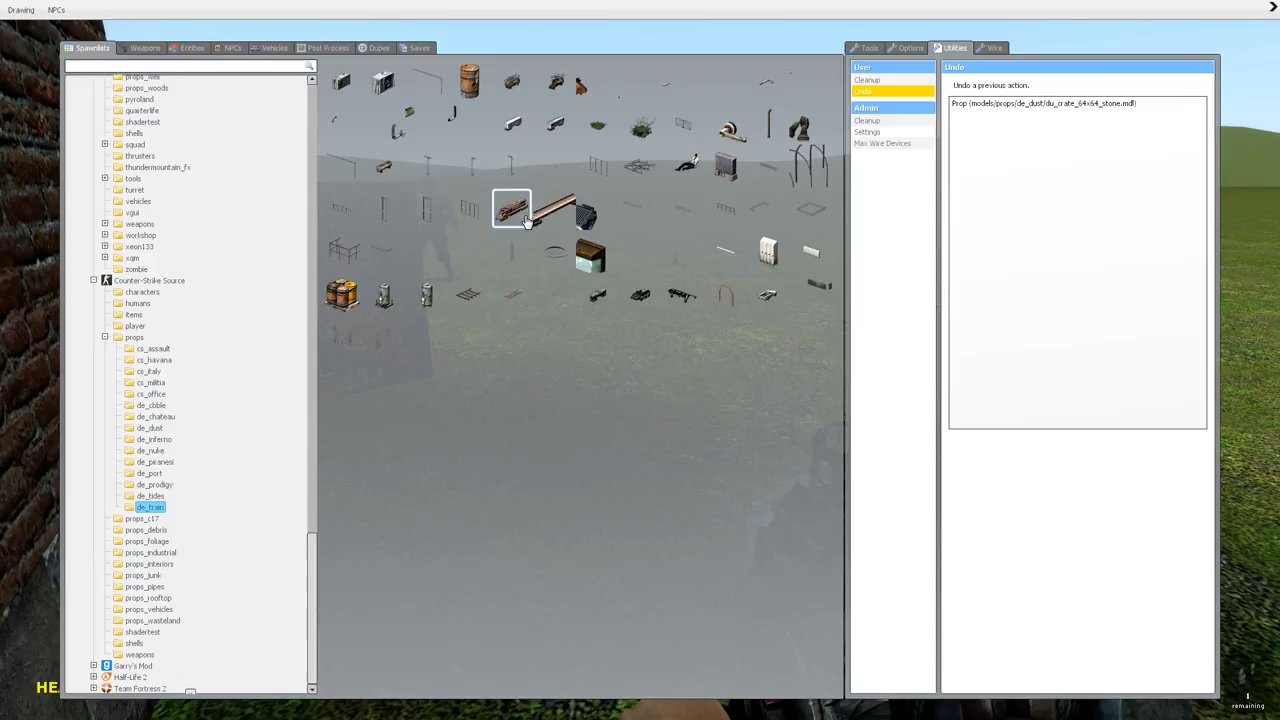 Drawing NPCs
Spawnlists Weapons Entities NPCs Vehicles Post Process Dupes Saves
Tools Options Utilities Wire
User
Cleanup
Undo
Admin
Cleanup
Settings
Max Wire Devices
Undo
Undo a previous action.
Prop (models/props/de_dust/du_crate_64x64_stone.mdl)
props_woods
pyroland
quarterlife
shadertest
shells
squad
thrusters
thundermountain_fx
tools
turret
vehicles
vgui
weapons
workshop
xeon133
xqm
zombie
Counter-Strike Source
characters
humans
items
player
props
cs_assault
cs_havana
cs_italy
cs_militia
cs_office
de_cbble
de_chateau
de_dust
de_inferno
de_nuke
de_piranesi
de_port
de_prodigy
de_tides
de_train
props_c17
props_debris
props_foliage
props_industrial
props_interiors
props_junk
props_pipes
props_rooftop
props_vehicles
props_wasteland
shadertest
shells
weapons
Garry's Mod
Half-Life 2
Team Fortress 2
1
remaining